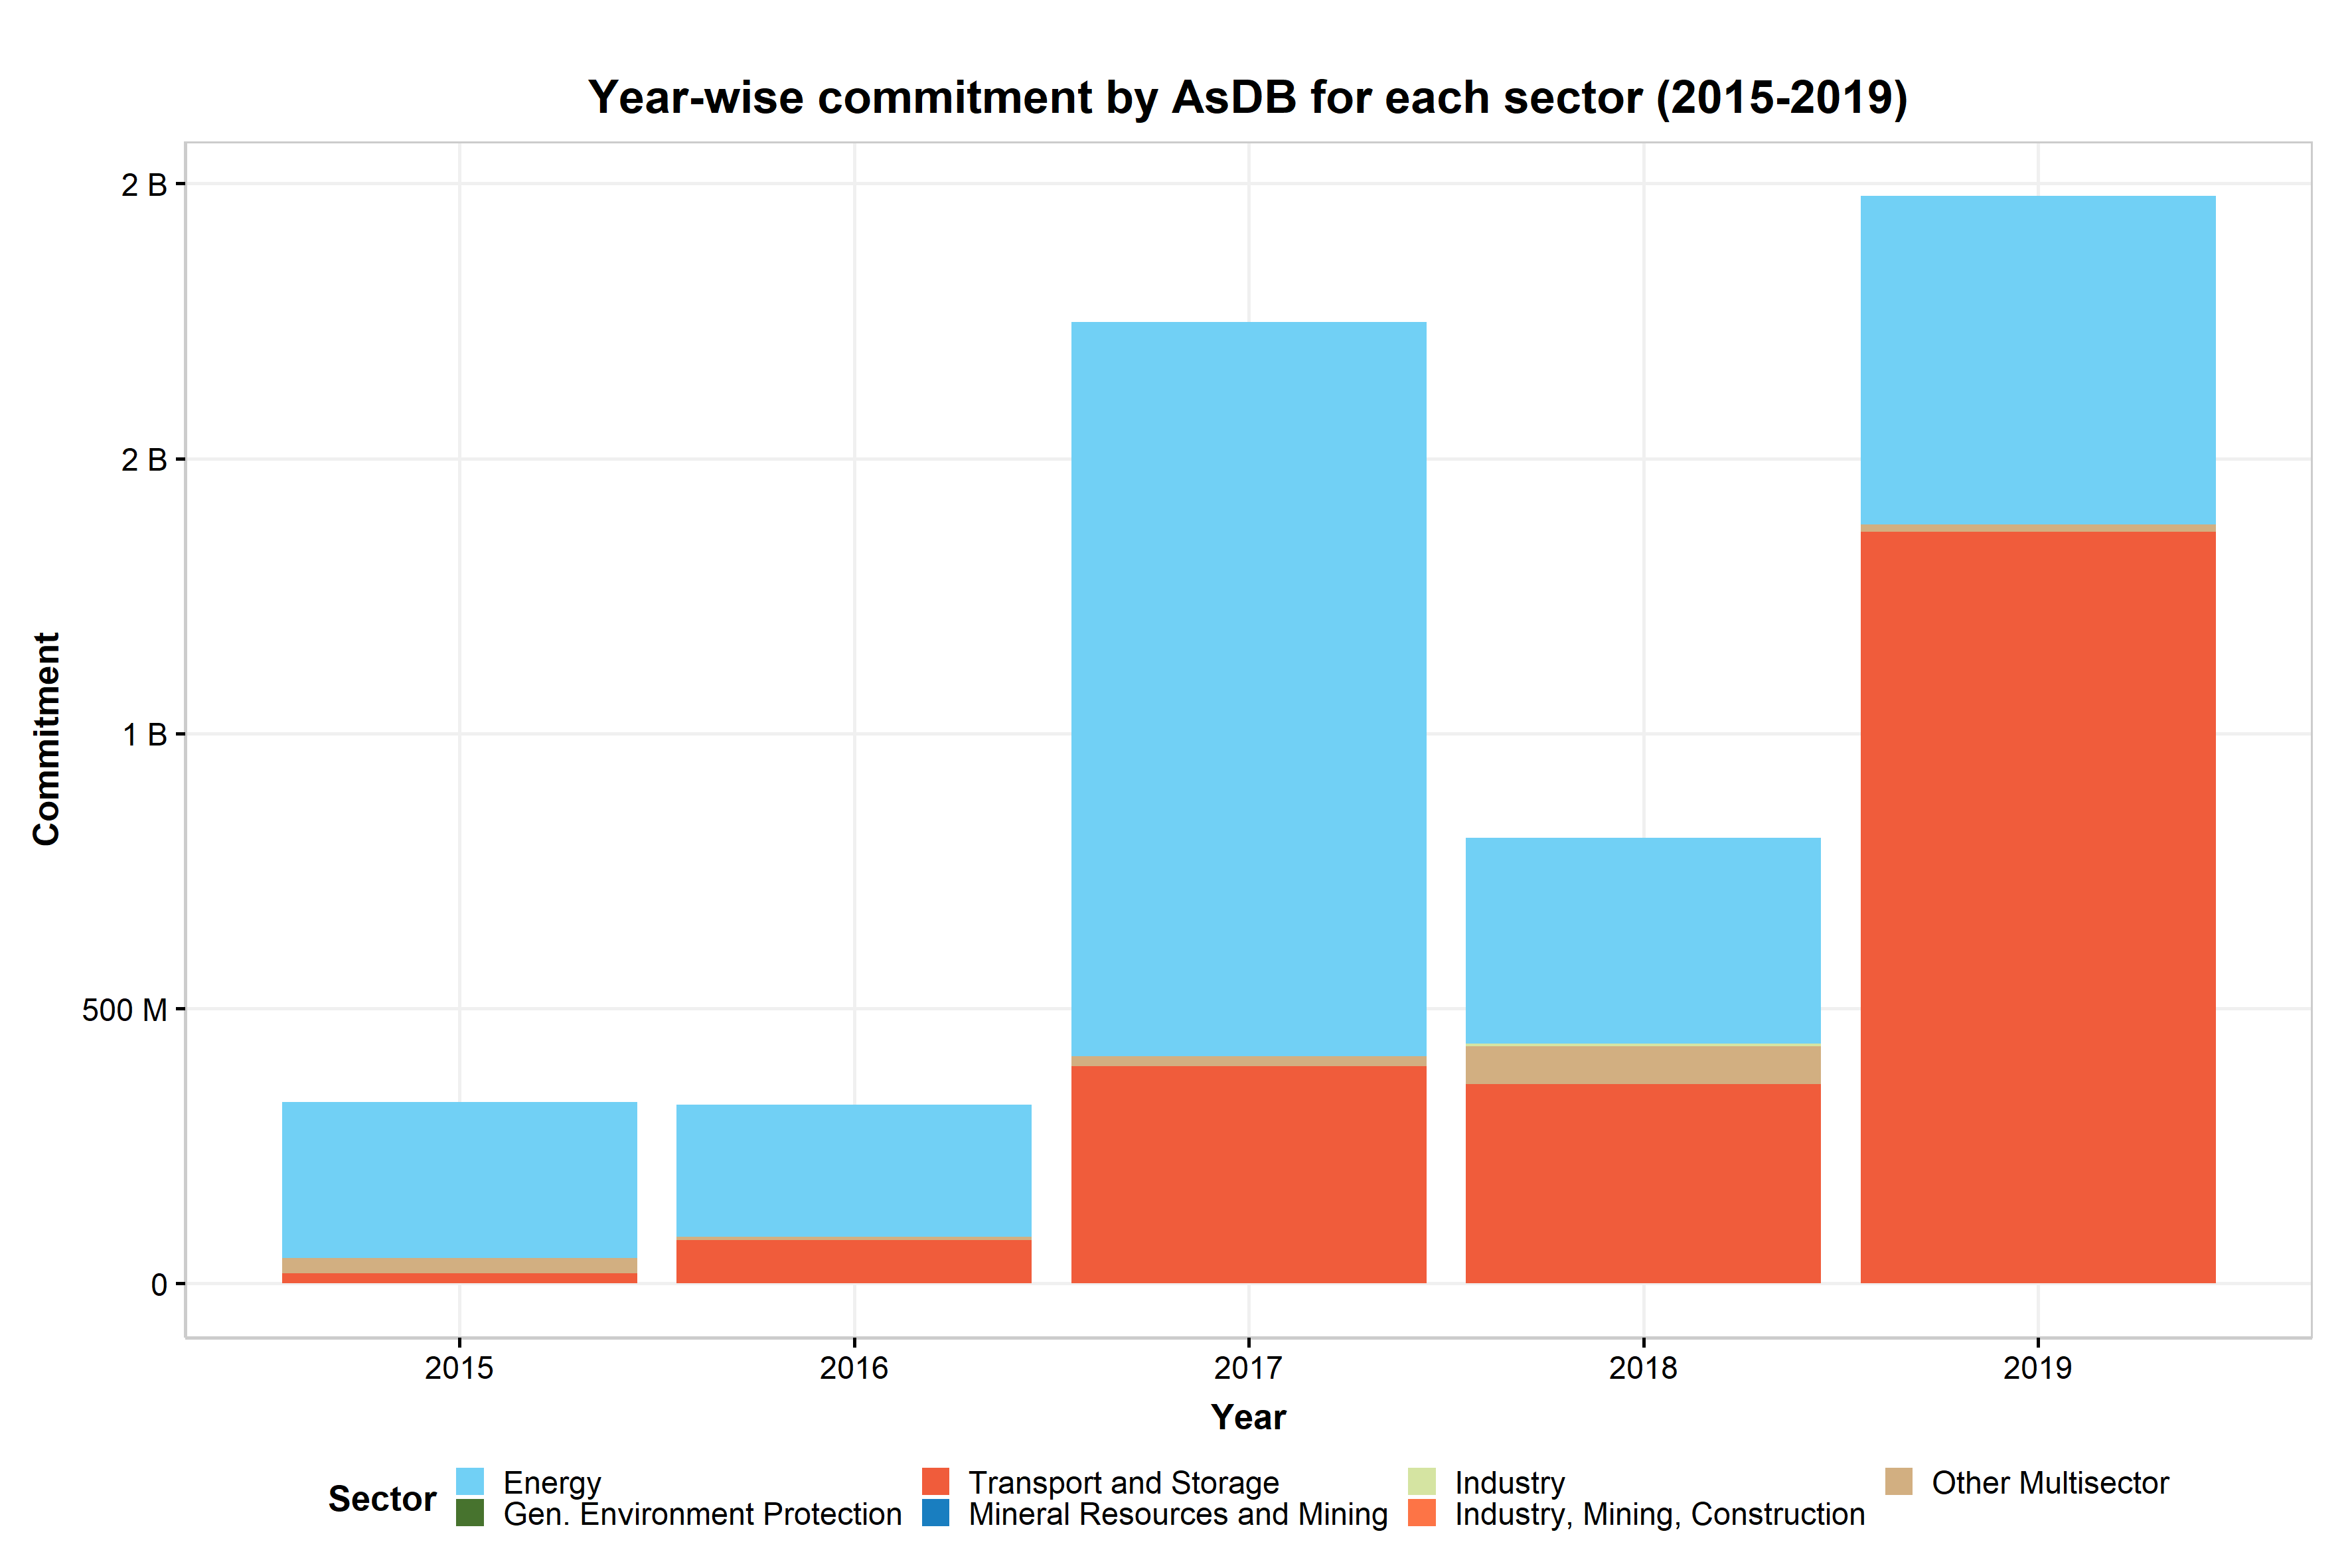 Year-wise commitment by AsDB for each sector (2015-2019)
2 B
2 B
1 B
500 M
0
Commitment
2015 2016 2017 2018 2019
Year
Sector
Energy Transport and Storage Industry Other Multisector
Gen. Environment Protection Mineral Resources and Mining Industry, Mining, Construction